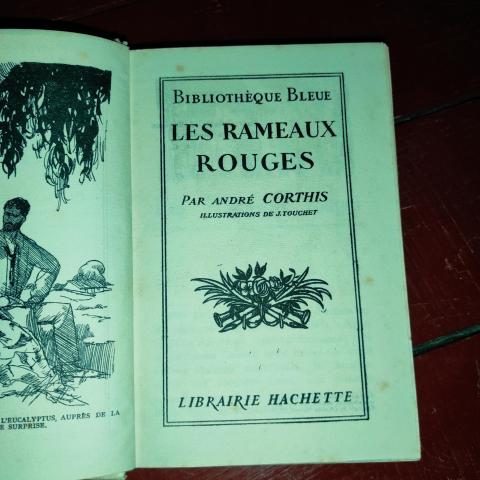 BIBLIOTHÈQUE BLEUE
LES RAMEAUX
ROUGES
PAR ANDRÉ CORTHIS
ILLUSTRATIONS DE J. TOUCHET
LIBRAIRIE HACHETTE
L'EUCALYPTUS, AUPRÈS DE LA
SURPRISE.